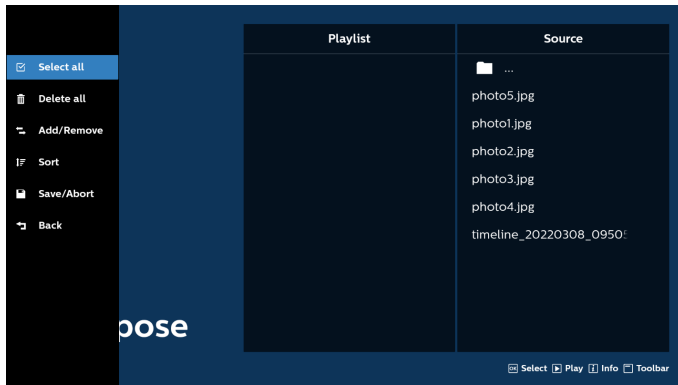 Select all
Delete all
Add/Remove
Sort
Save/Abort
Back
pose
Playlist
Source
...
photo5.jpg
photo1.jpg
photo2.jpg
photo3.jpg
photo4.jpg
timeline_20220308_0950
OK Select Play i Info Toolbar